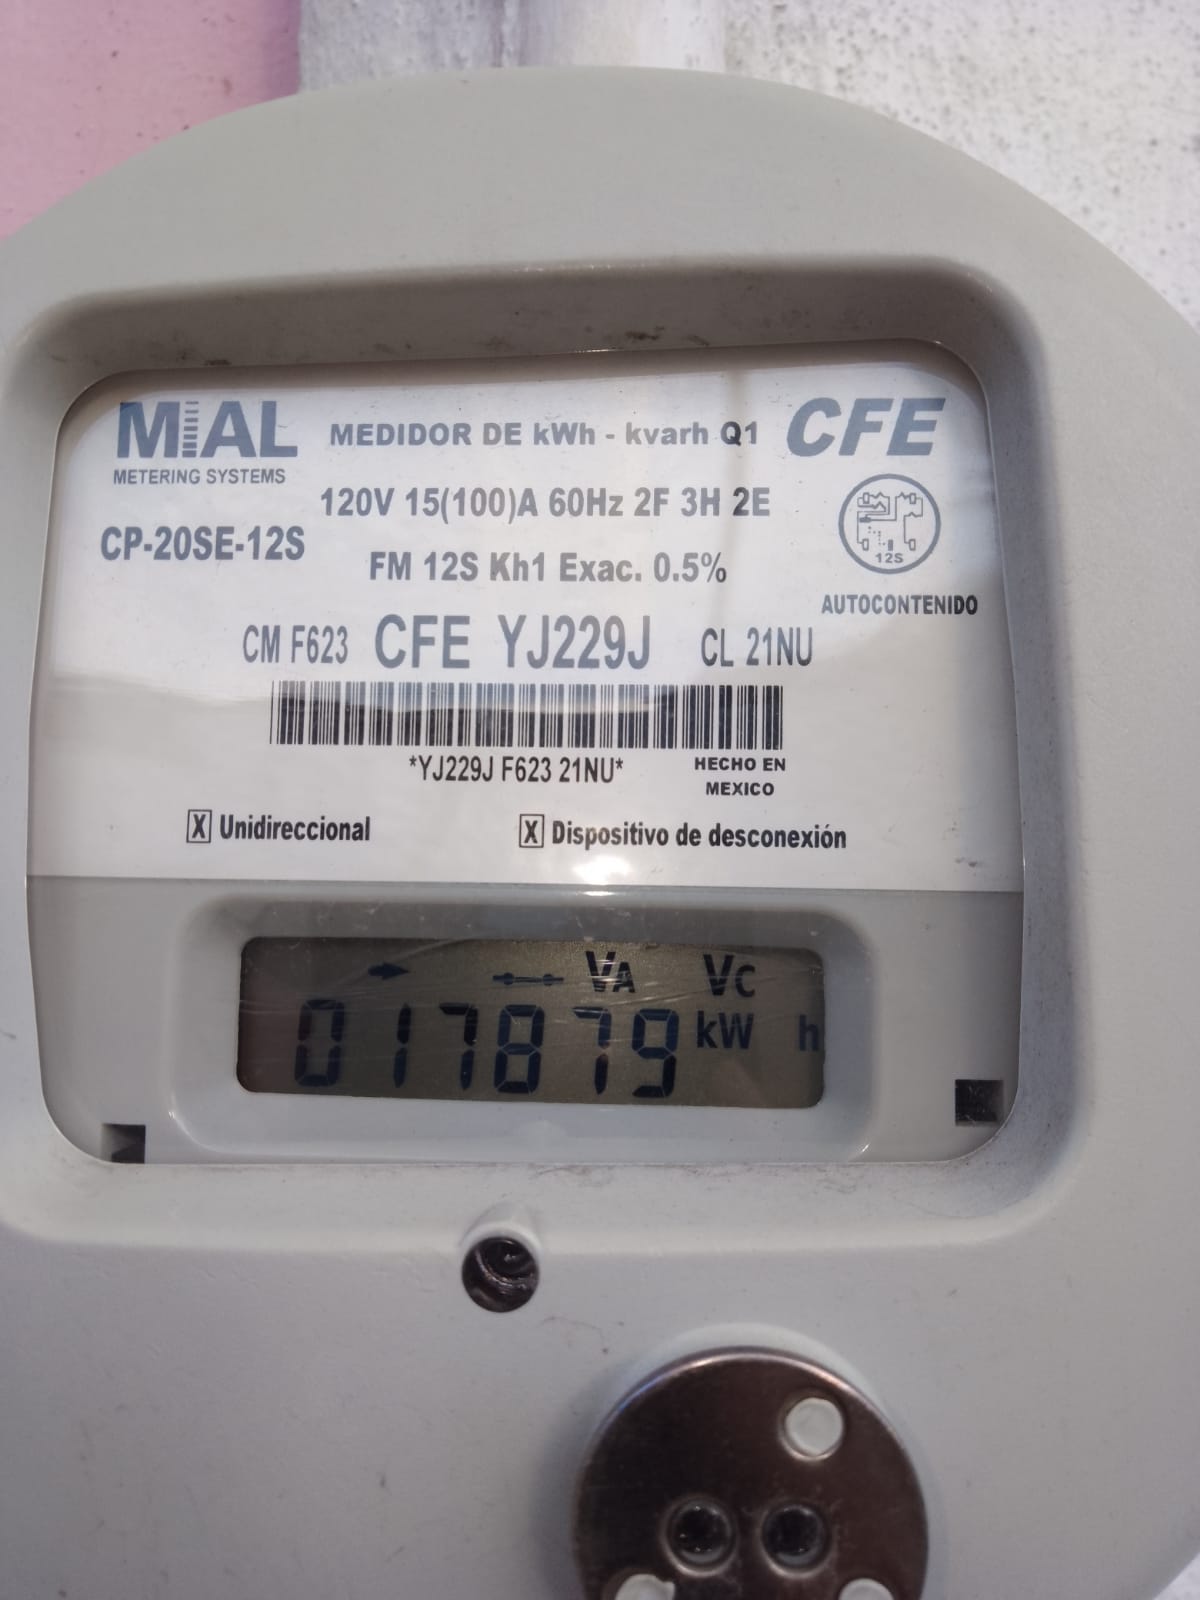 MIAL
METERING SYSTEMS
MEDIDOR DE kWh - kvarh Q1
CFE
120V 15(100)A 60Hz 2F 3H 2E
CP-20SE-12S
FM 12S Kh1 Exac. 0.5%
12S
AUTOCONTENIDO
CM F623 CFE YJ229J CL 21NU
*YJ229J F623 21NU*
HECHO EN
MEXICO
X Unidireccional
X Dispositivo de desconexión
VA VC
017879 kW h